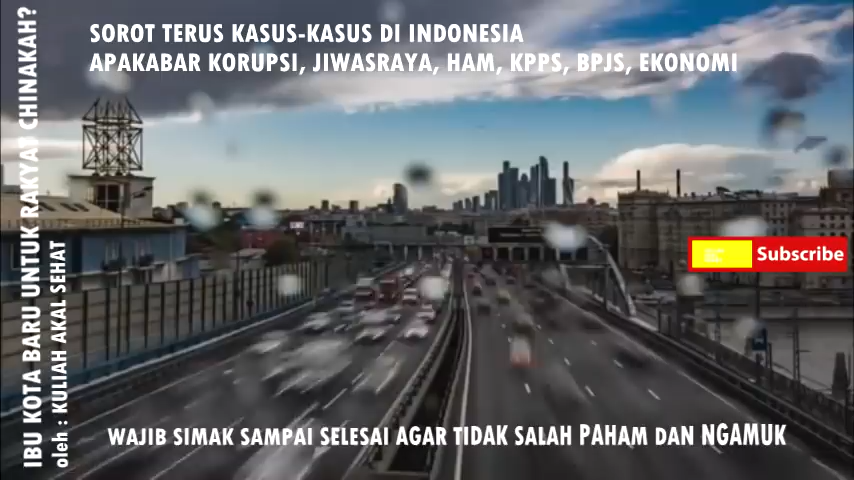 SOROT TERUS KASUS-KASUS DI INDONESIA
APAKABAR KORUPSI, JIWASRAYA, HAM, KPPS, BPJS, EKONOMI
IBU KOTA BARU UNTUK RAKYAT CHINAKAH?
oleh : KULIAH AKAL SEHAT
Subscribe
WAJIB SIMAK SAMPAI SELESAI AGAR TIDAK SALAH PAHAM DAN NGAMUK